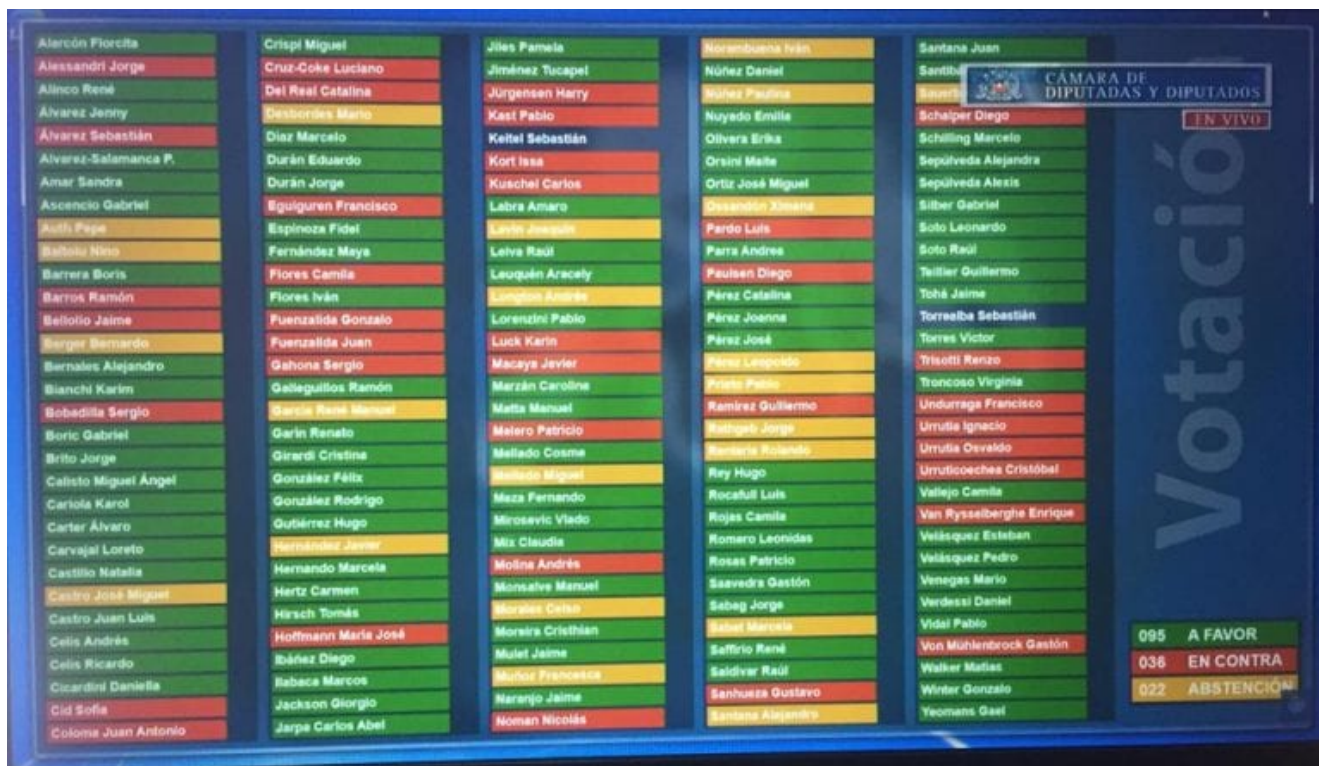 Alarcón Florcita
Alessandri Jorge
Alinco René
Álvarez Jenny
Álvarez Sebastián
Alvarez-Salamanca P.
Amar Sandra
Ascencio Gabriel
Auth Pepe
Baltolu Nino
Barrera Boris
Barros Ramón
Bellolio Jaime
Berger Bernardo
Bernales Alejandro
Bianchi Karim
Bobadilla Sergio
Boric Gabriel
Brito Jorge
Calisto Miguel Ángel
Cariola Karol
Carter Álvaro
Carvajal Loreto
Castillo Natalia
Castro José Miguel
Castro Juan Luis
Celis Andrés
Celis Ricardo
Cicardini Daniella
Cid Sofía
Coloma Juan Antonio
Crispi Miguel
Cruz-Coke Luciano
Del Real Catalina
Desbordes Mario
Díaz Marcelo
Durán Eduardo
Durán Jorge
Eguiguren Francisco
Espinoza Fidel
Fernández Maya
Flores Camila
Flores Iván
Fuenzalida Gonzalo
Fuenzalida Juan
Gahona Sergio
Galleguillos Ramón
García René Manuel
Garín Renato
Girardi Cristina
González Félix
González Rodrigo
Gutiérrez Hugo
Hernández Javier
Hernando Marcela
Hertz Carmen
Hirsch Tomás
Hoffmann María José
Ibáñez Diego
Ilabaca Marcos
Jackson Giorgio
Jarpa Carlos Abel
Jiles Pamela
Jiménez Tucapel
Jürgensen Harry
Kast Pablo
Keitel Sebastián
Kort Issa
Kuschel Carlos
Labra Amaro
Lavín Joaquín
Leiva Raúl
Leuquén Aracely
Longton Andrés
Lorenzini Pablo
Luck Karin
Macaya Javier
Marzán Carolina
Matta Manuel
Melero Patricio
Mellado Cosme
Mellado Miguel
Meza Fernando
Mirosevic Vlado
Mix Claudia
Molina Andrés
Monsalve Manuel
Morales Celso
Moreira Cristhian
Mulet Jaime
Muñoz Francesca
Naranjo Jaime
Noman Nicolás
Norambuena Iván
Núñez Daniel
Núñez Paulina
Nuyado Emilia
Olivera Erika
Orsini Maite
Ortiz José Miguel
Ossandón Ximena
Pardo Luis
Parra Andrea
Paulsen Diego
Pérez Catalina
Pérez Joanna
Pérez José
Pérez Leopoldo
Prieto Pablo
Ramírez Guillermo
Rathgeb Jorge
Rentería Rolando
Rey Hugo
Rocafull Luis
Rojas Camila
Romero Leonidas
Rosas Patricio
Saavedra Gastón
Sabag Jorge
Sabat Marcela
Saffirio René
Saldívar Raúl
Sanhueza Gustavo
Santana Alejandro
Santana Juan
Schalper Diego
Schilling Marcelo
Sepúlveda Alejandra
Sepúlveda Alexis
Silber Gabriel
Soto Leonardo
Soto Raúl
Teillier Guillermo
Tohá Jaime
Torrealba Sebastián
Torres Víctor
Trisotti Renzo
Troncoso Virginia
Undurraga Francisco
Urrutia Ignacio
Urrutia Osvaldo
Urruticoechea Cristóbal
Vallejo Camila
Van Rysselberghe Enrique
Velásquez Esteban
Velásquez Pedro
Venegas Mario
Verdessi Daniel
Vidal Pablo
Von Mühlenbrock Gastón
Walker Matías
Winter Gonzalo
Yeomans Gael
CÁMARA DE
DIPUTADAS Y DIPUTADOS
EN VIVO
Votación
095 A FAVOR
036 EN CONTRA
022 ABSTENCIÓN